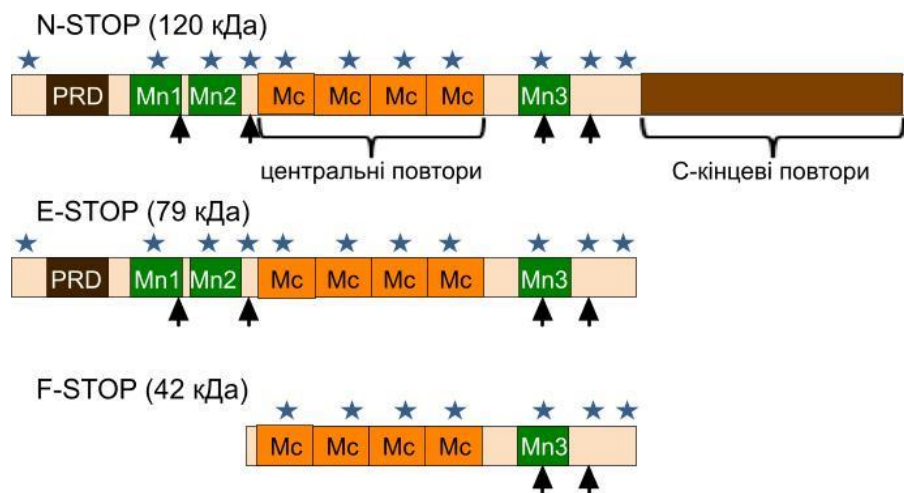 N-STOP (120 кДа)
PRD Mn1 Mn2 Mc Mc Mc Mc Mn3
центральні повтори С-кінцеві повтори
E-STOP (79 кДа)
PRD Mn1 Mn2 Mc Mc Mc Mc Mn3
F-STOP (42 кДа)
Mc Mc Mc Mc Mn3